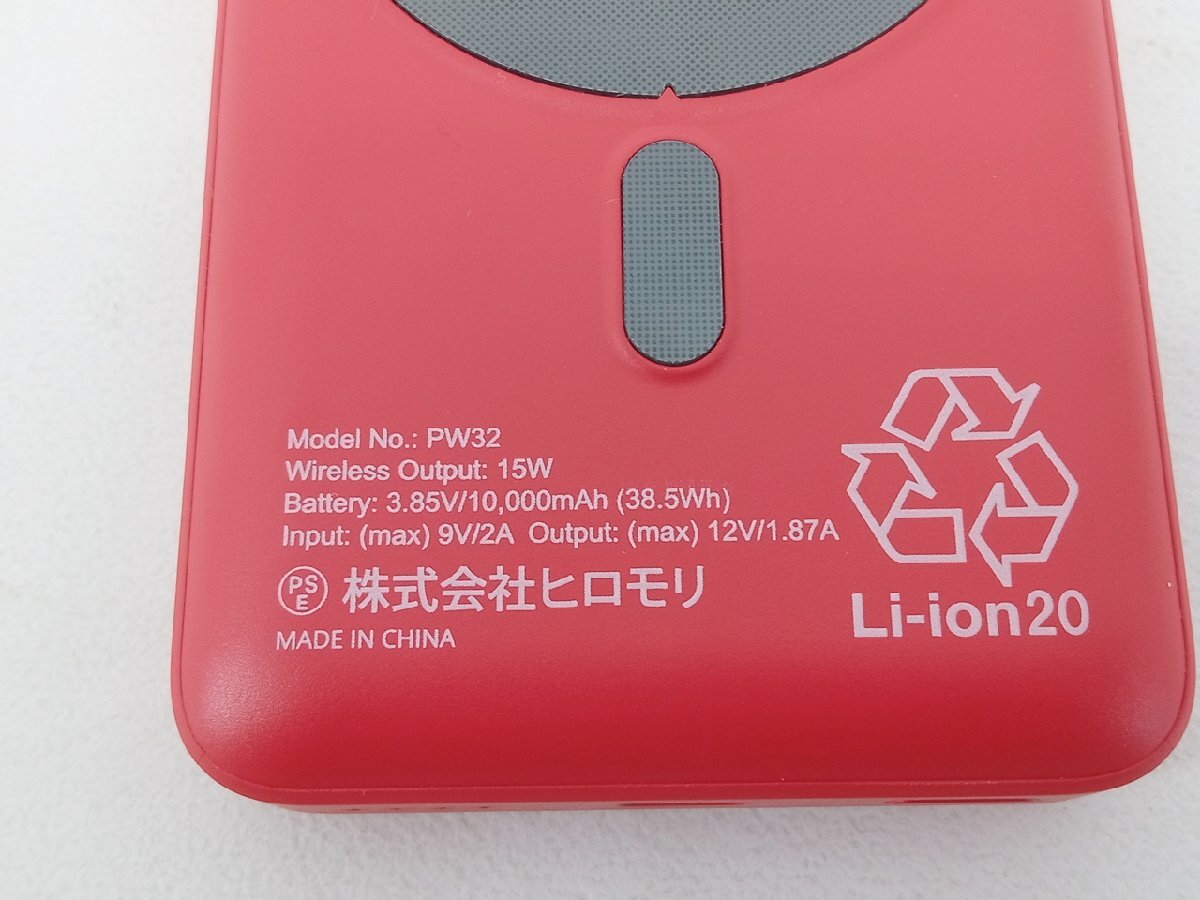 Model No.: PW32
Wireless Output: 15W
Battery: 3.85V/10,000mAh (38.5Wh)
Input: (max) 9V/2A Output: (max) 12V/1.87A
PSE 株式会社ヒロモリ
MADE IN CHINA
Li-ion20